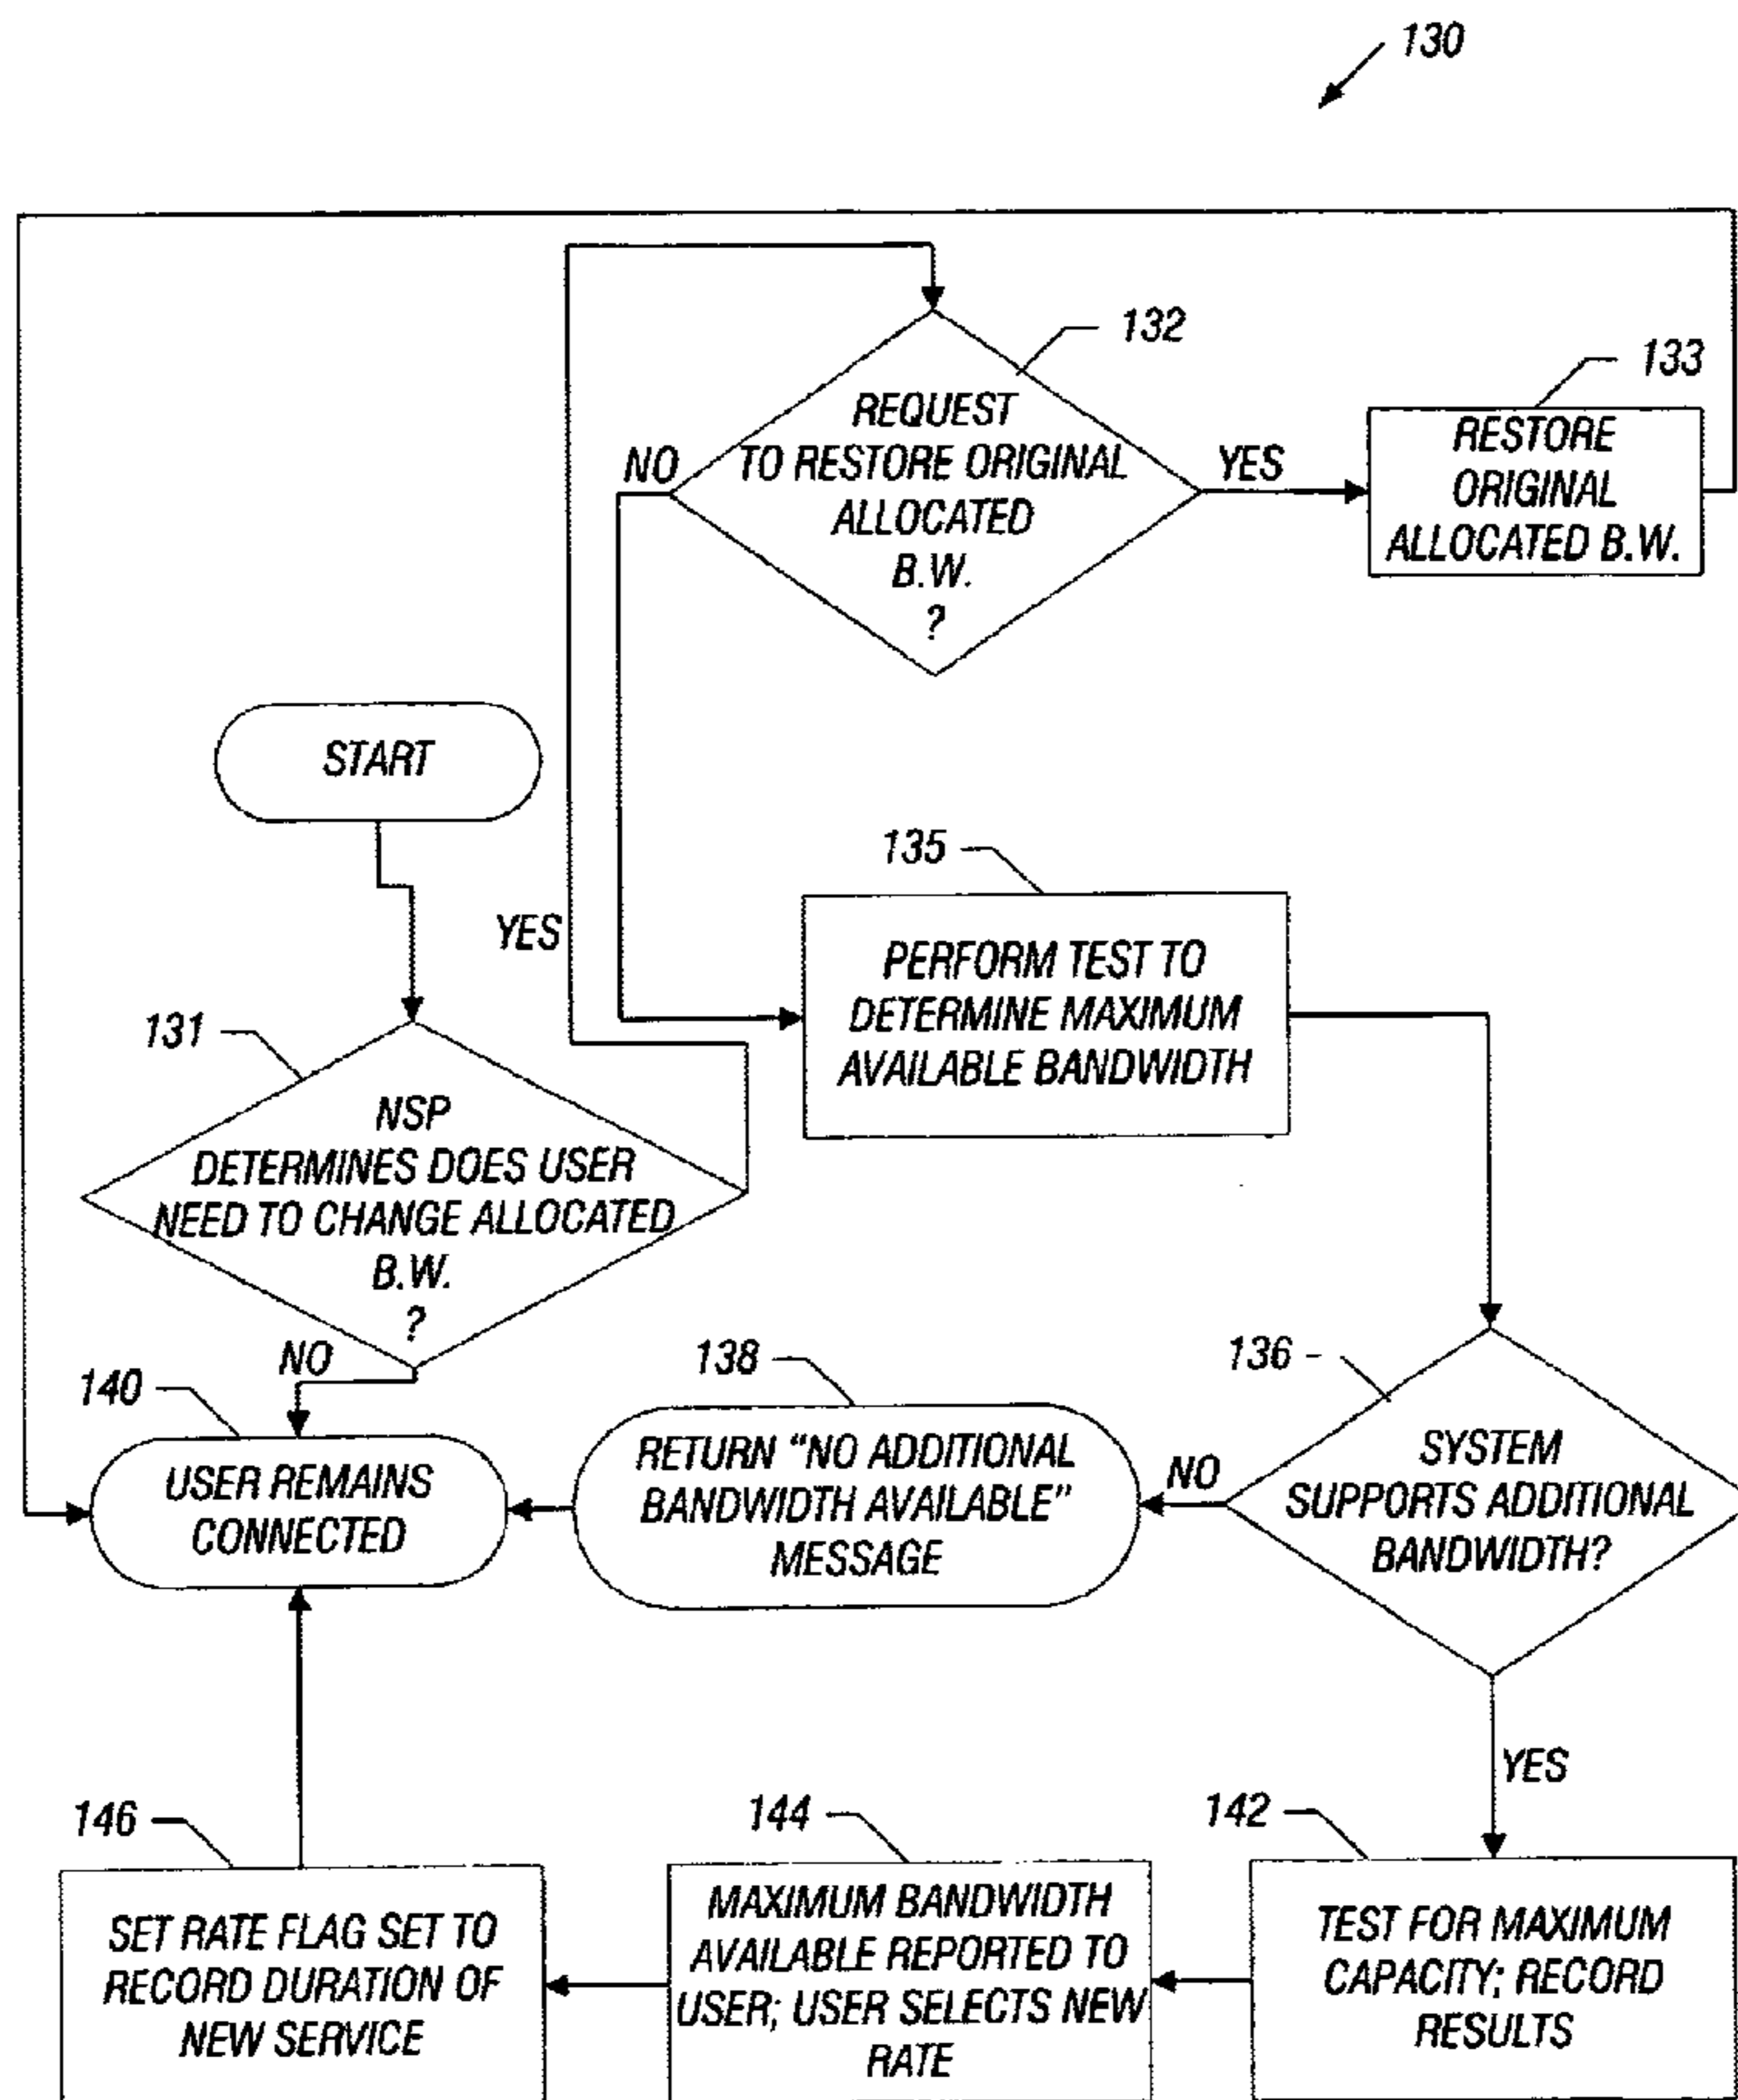 130
132
REQUEST
TO RESTORE ORIGINAL
ALLOCATED
B.W.
?
NO
YES
133
RESTORE
ORIGINAL
ALLOCATED B.W.
START
YES
135
PERFORM TEST TO
DETERMINE MAXIMUM
AVAILABLE BANDWIDTH
131
NSP
DETERMINES DOES USER
NEED TO CHANGE ALLOCATED
B.W.
?
NO
140
USER REMAINS
CONNECTED
138
RETURN “NO ADDITIONAL
BANDWIDTH AVAILABLE”
MESSAGE
NO
136
SYSTEM
SUPPORTS ADDITIONAL
BANDWIDTH?
YES
146
SET RATE FLAG SET TO
RECORD DURATION OF
NEW SERVICE
144
MAXIMUM BANDWIDTH
AVAILABLE REPORTED TO
USER; USER SELECTS NEW
RATE
142
TEST FOR MAXIMUM
CAPACITY; RECORD
RESULTS